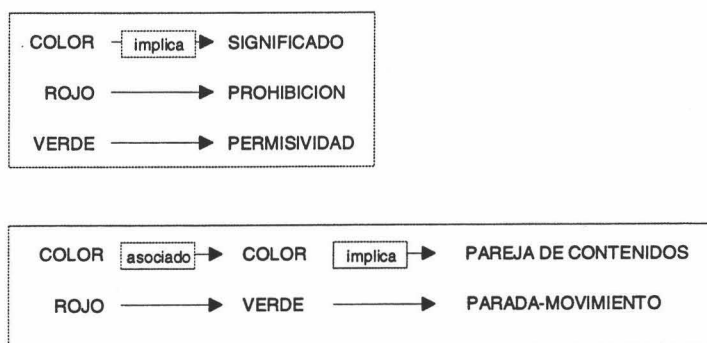 COLOR implica SIGNIFICADO
ROJO PROHIBICION
VERDE PERMISIVIDAD
COLOR asociado COLOR implica PAREJA DE CONTENIDOS
ROJO VERDE PARADA-MOVIMIENTO